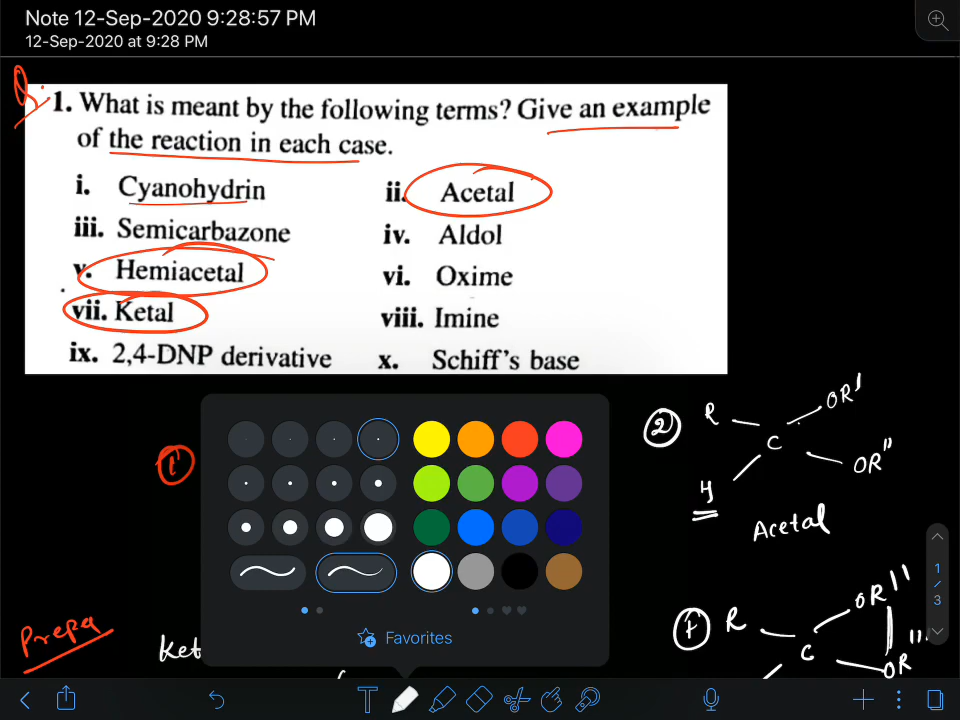 Note 12-Sep-2020 9:28:57 PM
12-Sep-2020 at 9:28 PM
Q:
1. What is meant by the following terms? Give an example
of the reaction in each case.
i. Cyanohydrin
ii. Acetal
iii. Semicarbazone
iv. Aldol
v. Hemiacetal
vi. Oxime
vii. Ketal
viii. Imine
ix. 2,4-DNP derivative
x. Schiff's base
②
R
OR'
C
OR''
H
Acetal
①
R
OR''
C
OR'''
Prepa
Ket
Favorites
T
1
/
3